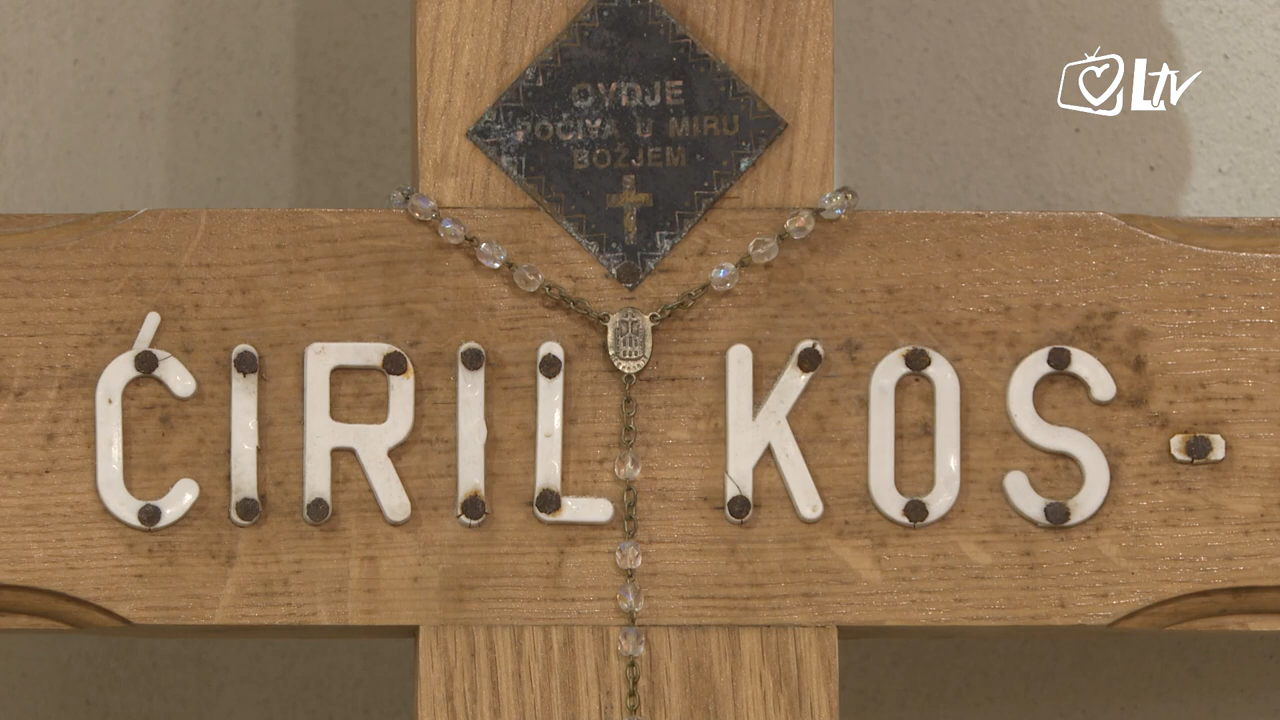 LTV
OVDJE
POČIVA U MIRU
BOŽJEM
ĆIRIL KOS -